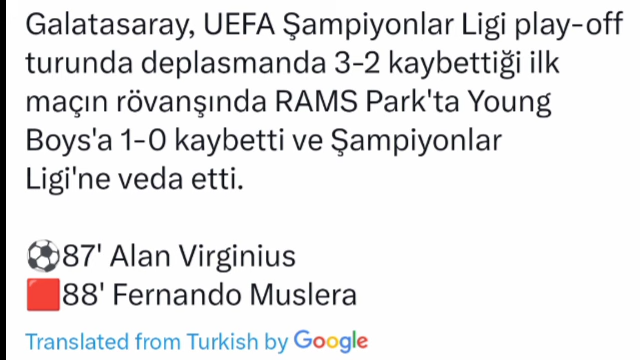 Galatasaray, UEFA Şampiyonlar Ligi play-off
turunda deplasmanda 3-2 kaybettiği ilk
maçın rövanşında RAMS Park'ta Young
Boys'a 1-0 kaybetti ve Şampiyonlar
Ligi'ne veda etti.
⚽87' Alan Virginius
🟥88' Fernando Muslera
Translated from Turkish by Google